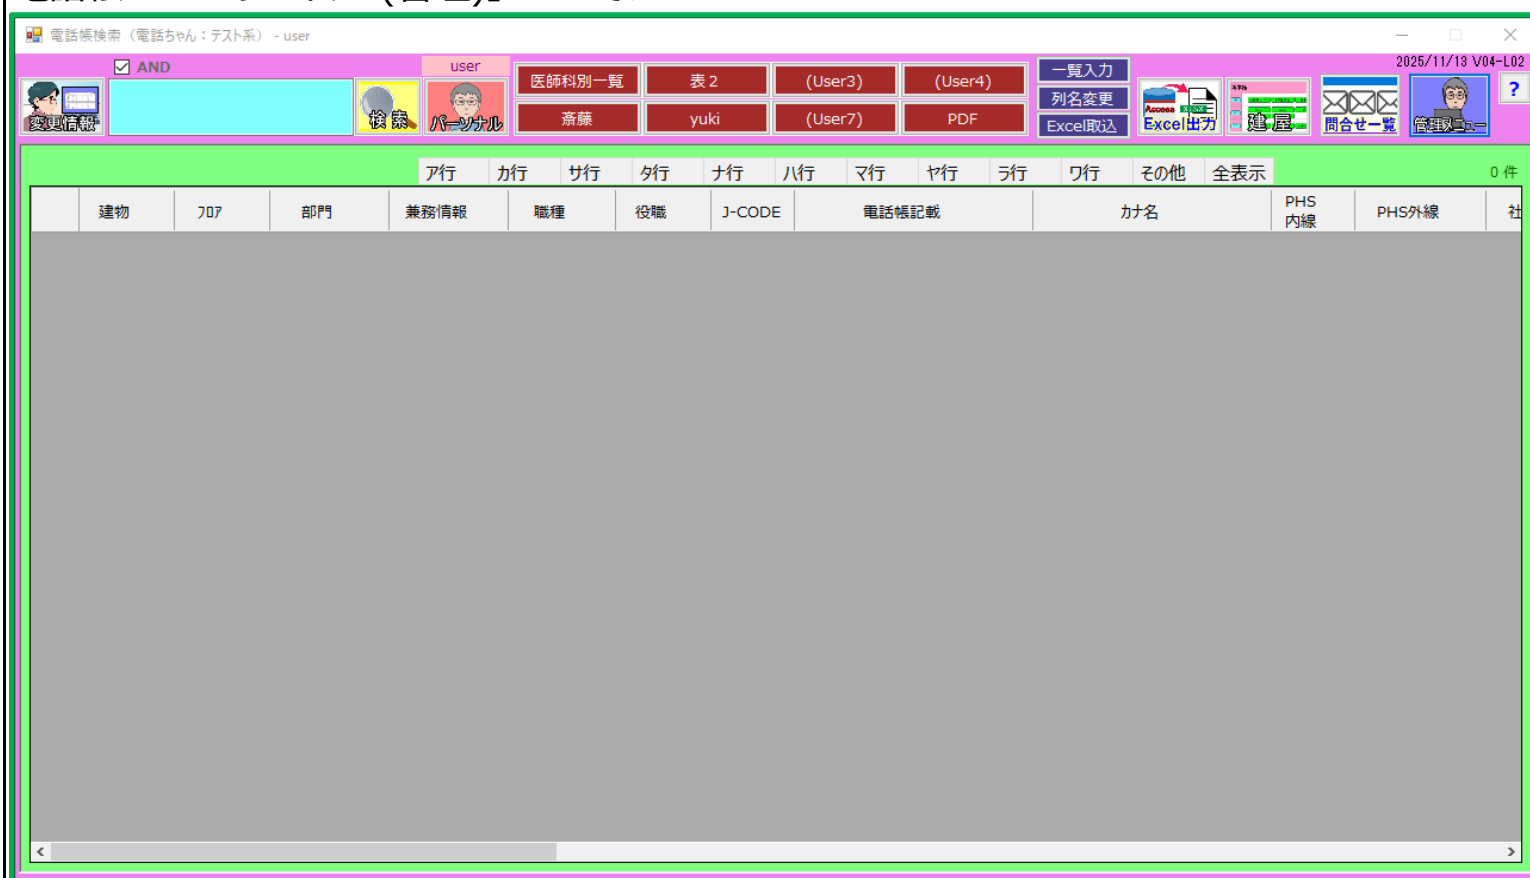 電話帳検索（電話ちゃん：テスト系） - user
AND
user
2025/11/13 V04-L02
変更情報
検索
パーソナル
医師科別一覧
表２
(User3)
(User4)
斎藤
yuki
(User7)
PDF
一覧入力
列名変更
Excel取込
Access
Excel出力
建屋
問合せ一覧
管理メニュー
?
ア行
カ行
サ行
タ行
ナ行
ハ行
マ行
ヤ行
ラ行
ワ行
その他
全表示
0 件
建物
ﾌﾛｱ
部門
兼務情報
職種
役職
J-CODE
電話帳記載
カナ名
PHS
内線
PHS外線